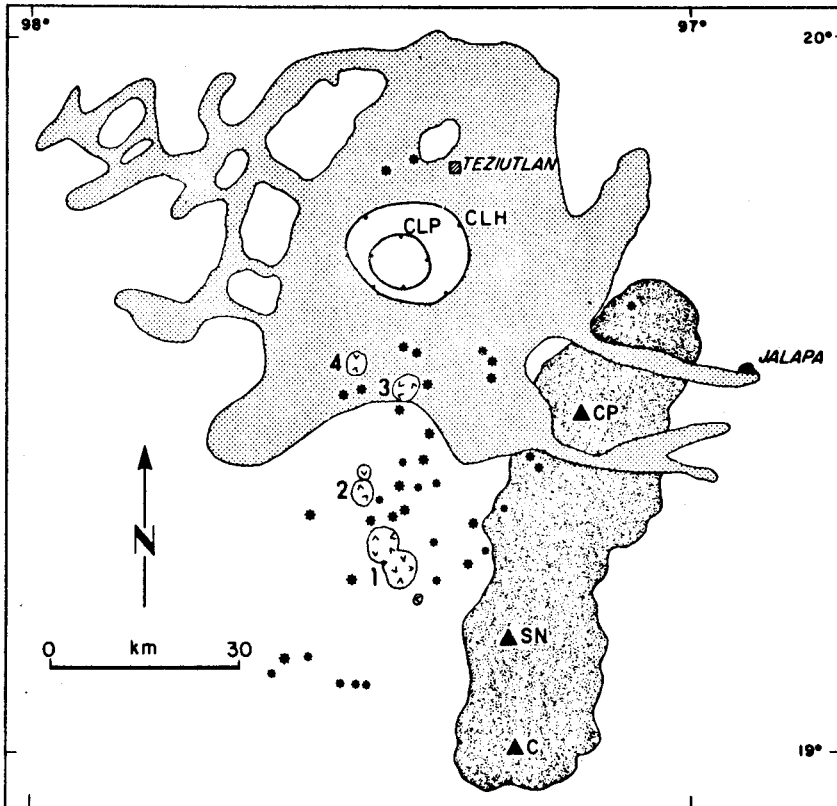 98°
97°
20°
TEZIUTLAN
CLP
CLH
JALAPA
4
3
CP
2
N
1
0 km 30
SN
C.
19°